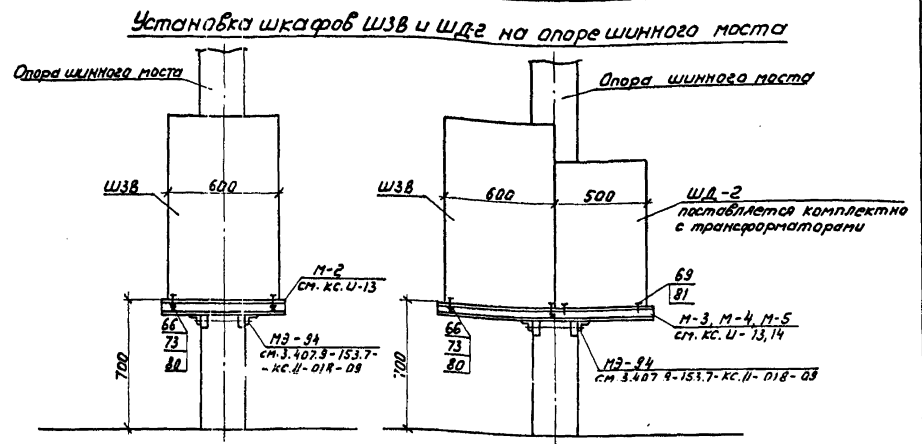 Установка шкафов ШЗВ и ШД-2 на опоре шинного моста
Опора шинного моста
ШЗВ
600
М-2
см. КС.И-13
66
73
80
МЭ-94
см.3.407.9-153.7-
-КС.И-018-09
700
Опора шинного моста
ШЗВ
600
500
ШД-2
поставляется комплектно
с трансформаторами
69
81
М-3, М-4, М-5
см. КС.И-13,14
66
73
80
МЭ-94
см.3.407.9-153.7-КС.И-018-09
700